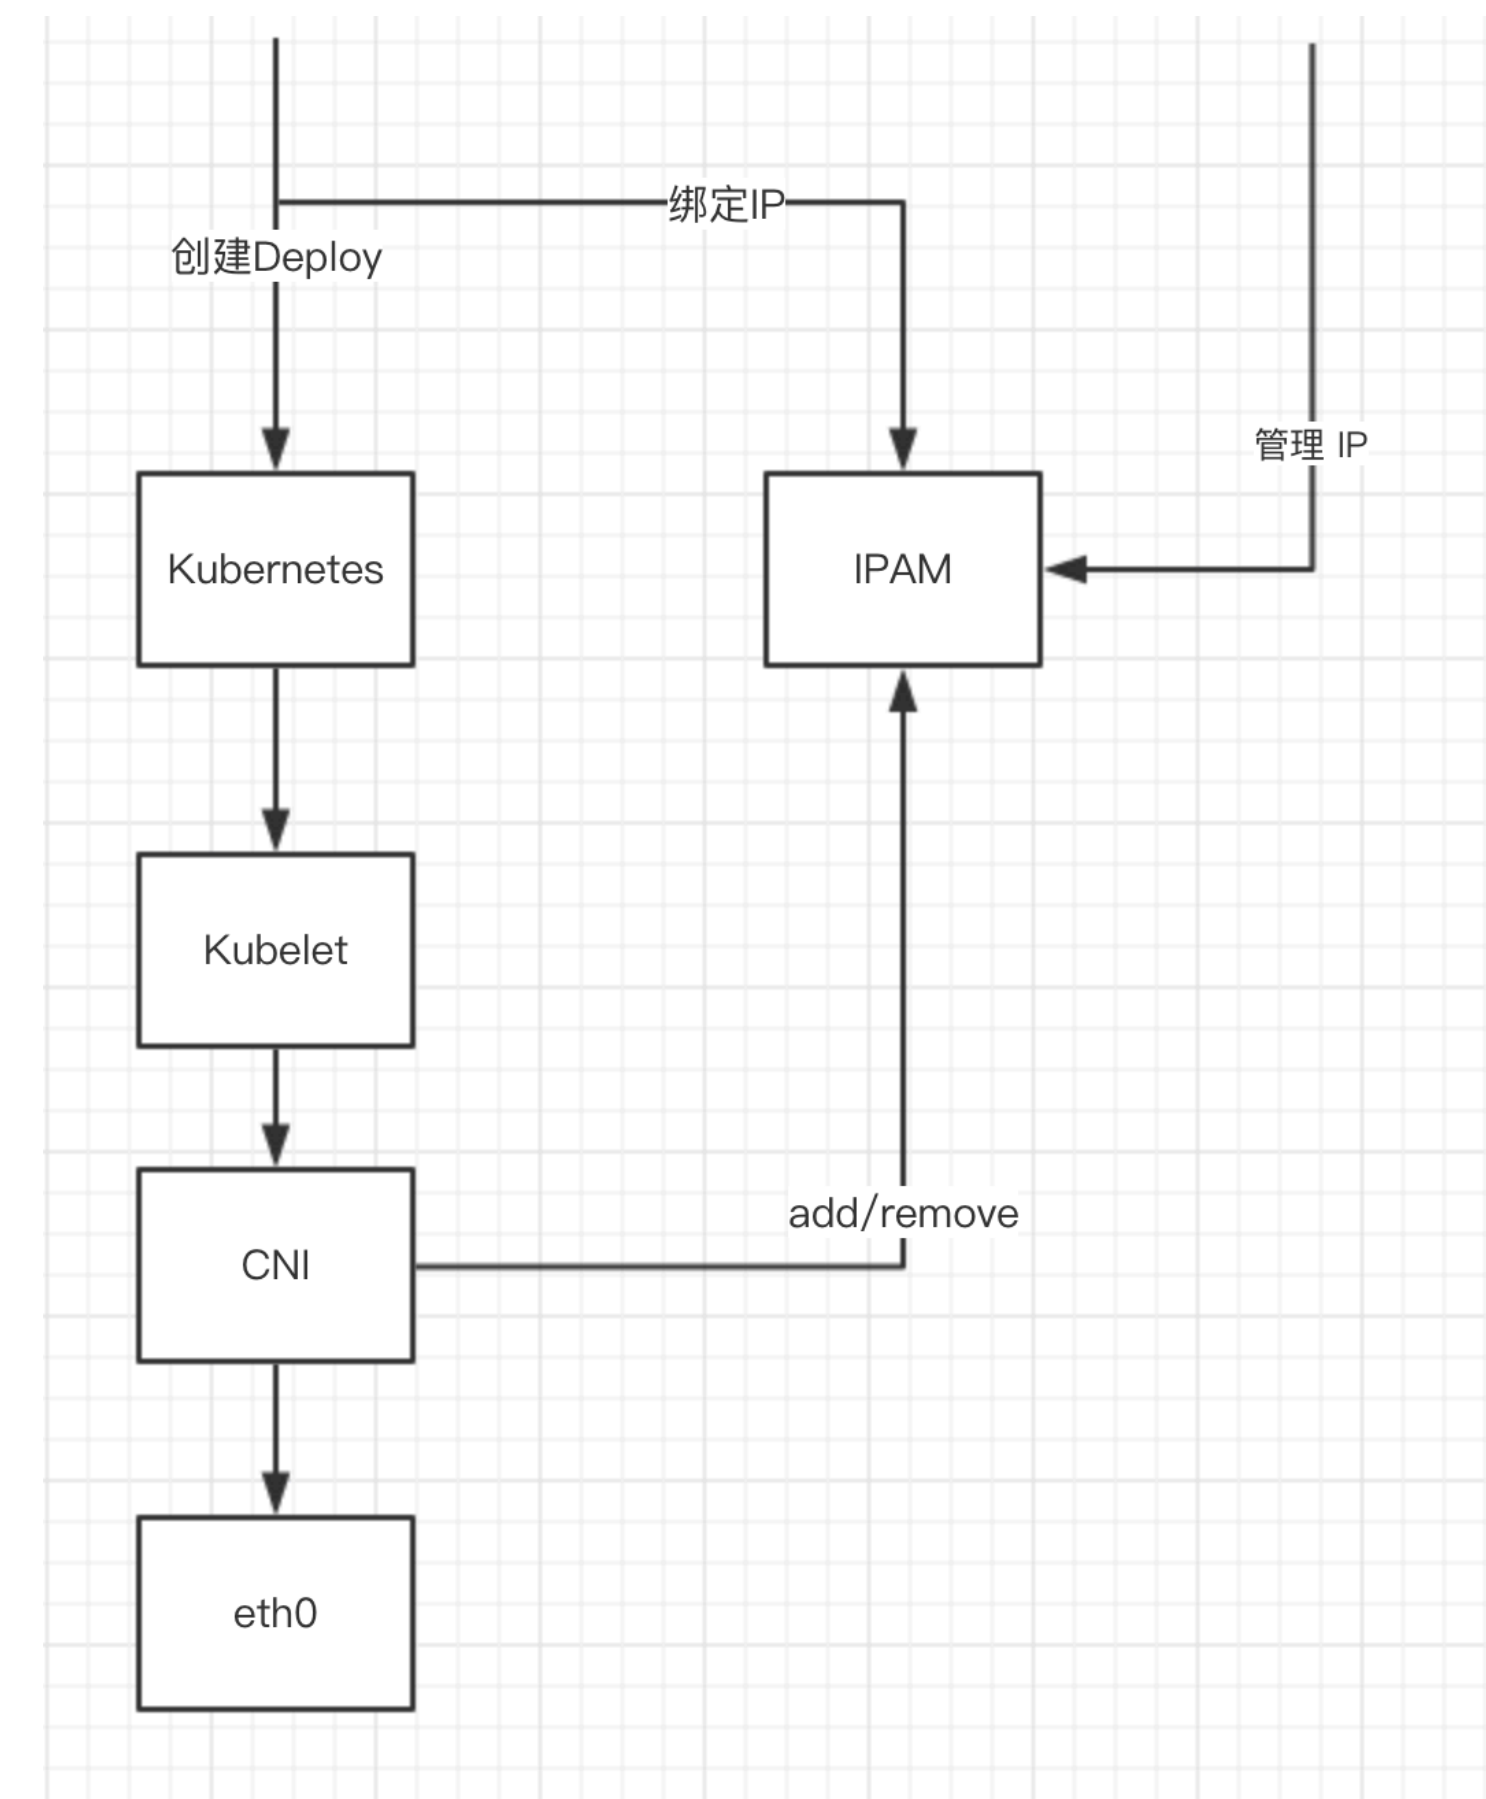 绑定IP
创建Deploy
管理 IP
Kubernetes
IPAM
Kubelet
add/remove
CNI
eth0